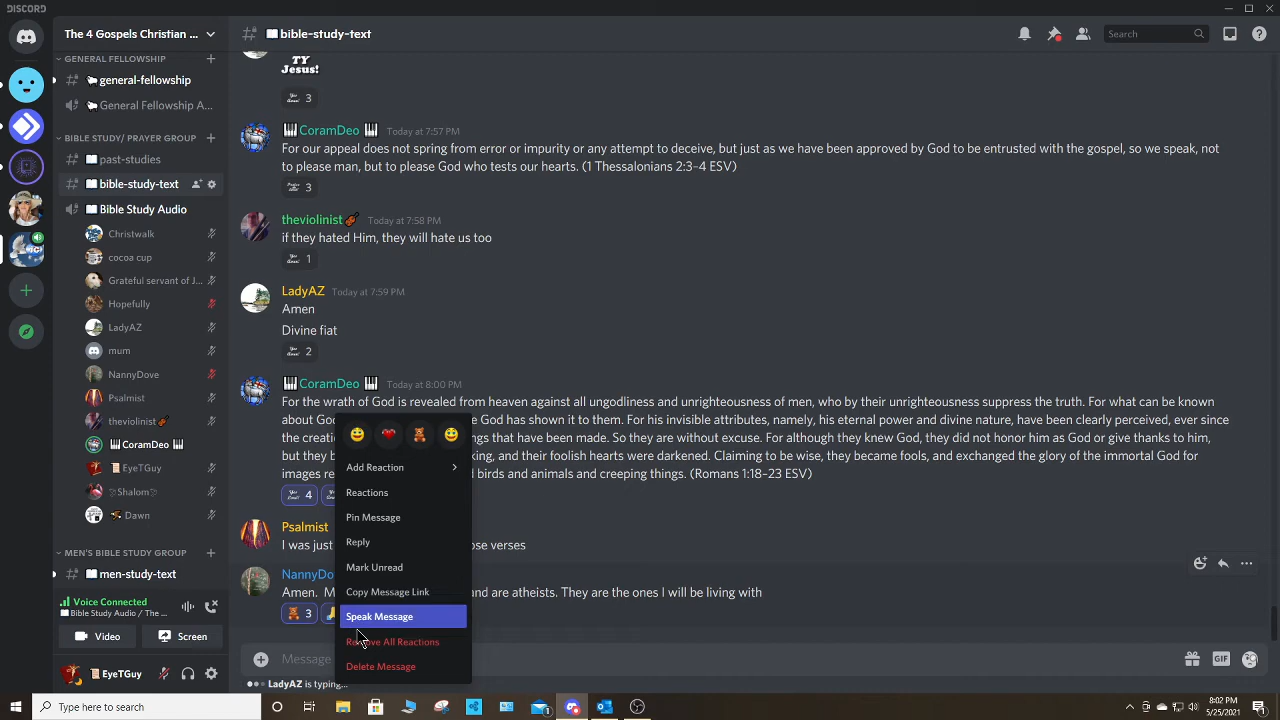 DISCORD
The 4 Gospels Christian ...
bible-study-text
Search
GENERAL FELLOWSHIP
general-fellowship
General Fellowship A...
BIBLE STUDY/ PRAYER GROUP
past-studies
bible-study-text
Bible Study Audio
Christwalk
cocoa cup
Grateful servant of J...
Hopefully
LadyAZ
mum
NannyDove
Psalmist
theviolinist
CoramDeo
EyeTGuy
Shalom
Dawn
MEN'S BIBLE STUDY GROUP
men-study-text
Voice Connected
Bible Study Audio / The ...
Video
Screen
EyeTGuy
TY
Jesus!
3
CoramDeo Today at 7:57 PM
For our appeal does not spring from error or impurity or any attempt to deceive, but just as we have been approved by God to be entrusted with the gospel, so we speak, not
to please man, but to please God who tests our hearts. (1 Thessalonians 2:3–4 ESV)
3
theviolinist Today at 7:58 PM
if they hated Him, they will hate us too
1
LadyAZ Today at 7:59 PM
Amen
Divine fiat
2
CoramDeo Today at 8:00 PM
For the wrath of God is revealed from heaven against all ungodliness and unrighteousness of men, who by their unrighteousness suppress the truth. For what can be known
about God God has shown it to them. For his invisible attributes, namely, his eternal power and divine nature, have been clearly perceived, ever since
the creati ngs that have been made. So they are without excuse. For although they knew God, they did not honor him as God or give thanks to him,
but they b king, and their foolish hearts were darkened. Claiming to be wise, they became fools, and exchanged the glory of the immortal God for
images re d birds and animals and creeping things. (Romans 1:18–23 ESV)
4
Psalmist
I was just ose verses
NannyDo
Amen. M and are atheists. They are the ones I will be living with
3
Add Reaction
Reactions
Pin Message
Reply
Mark Unread
Copy Message Link
Speak Message
Remove All Reactions
Delete Message
Message
GIF
LadyAZ is typing...
Type here to search
8:02 PM
5/25/2021